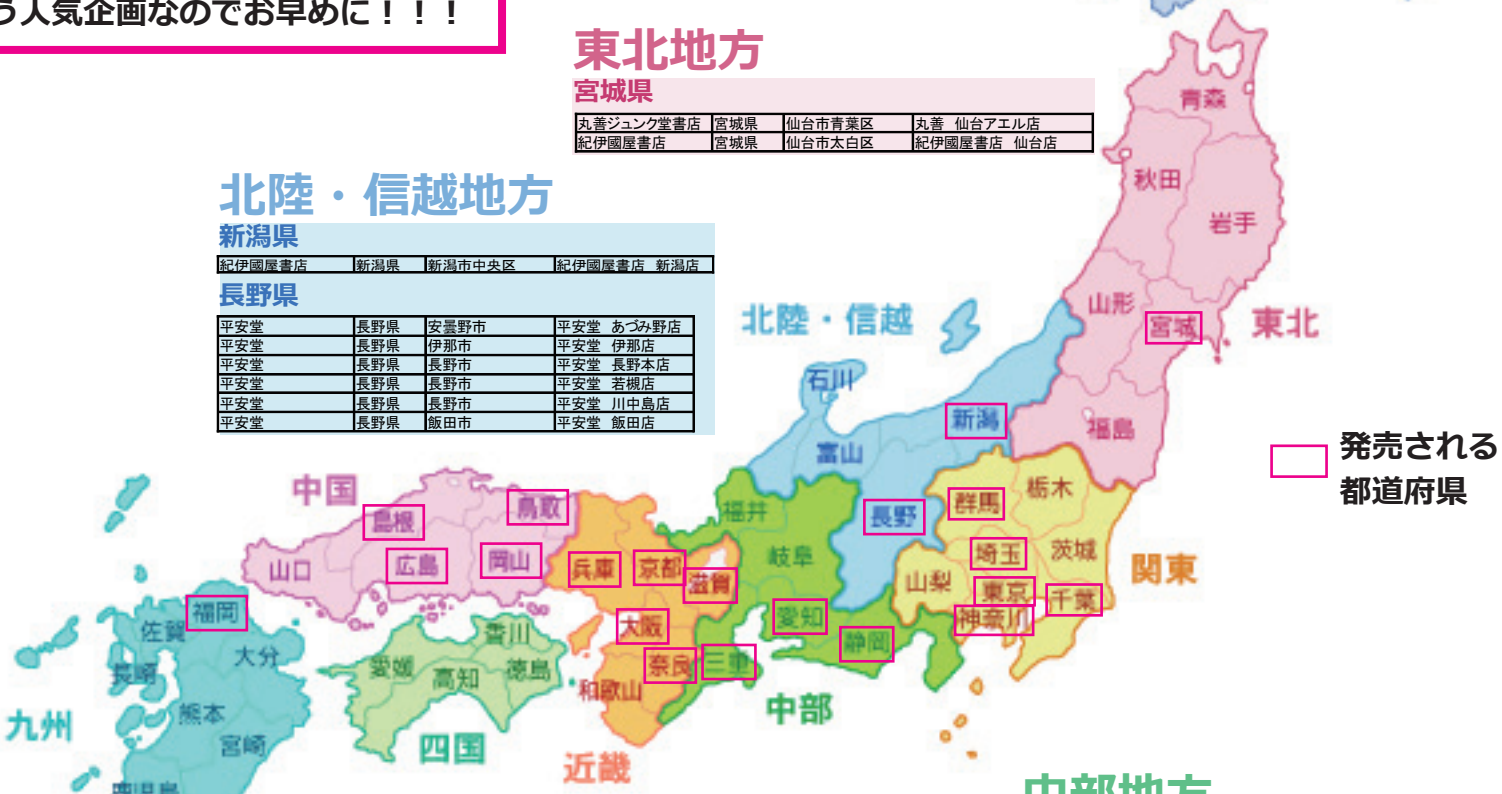 う人気企画なのでお早めに！！！
東北地方
宮城県
丸善ジュンク堂書店 宮城県 仙台市青葉区 丸善 仙台アエル店
紀伊國屋書店 宮城県 仙台市太白区 紀伊國屋書店 仙台店
北陸・信越地方
新潟県
紀伊國屋書店 新潟県 新潟市中央区 紀伊國屋書店 新潟店
長野県
平安堂 長野県 安曇野市 平安堂 あづみ野店
平安堂 長野県 伊那市 平安堂 伊那店
平安堂 長野県 長野市 平安堂 長野本店
平安堂 長野県 長野市 平安堂 若槻店
平安堂 長野県 長野市 平安堂 川中島店
平安堂 長野県 飯田市 平安堂 飯田店
青森
秋田
岩手
山形
宮城
東北
福島
北陸・信越
石川
新潟
富山
長野
発売される
都道府県
群馬
栃木
埼玉
茨城
山梨
東京
千葉
神奈川
関東
福井
岐阜
愛知
静岡
三重
中部
中国
鳥取
島根
広島
岡山
山口
兵庫
京都
滋賀
大阪
奈良
和歌山
近畿
香川
愛媛
高知
徳島
四国
福岡
佐賀
大分
長崎
熊本
宮崎
鹿児島
九州
中部地方